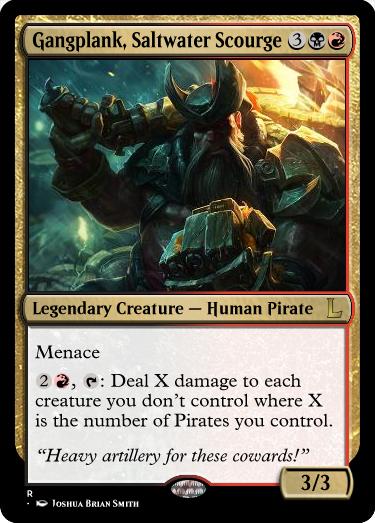 Gangplank, Saltwater Scourge 3
Legendary Creature — Human Pirate L
Menace
2 , : Deal X damage to each
creature you don't control where X
is the number of Pirates you control.
“Heavy artillery for these cowards!”
3/3
R
Joshua Brian Smith